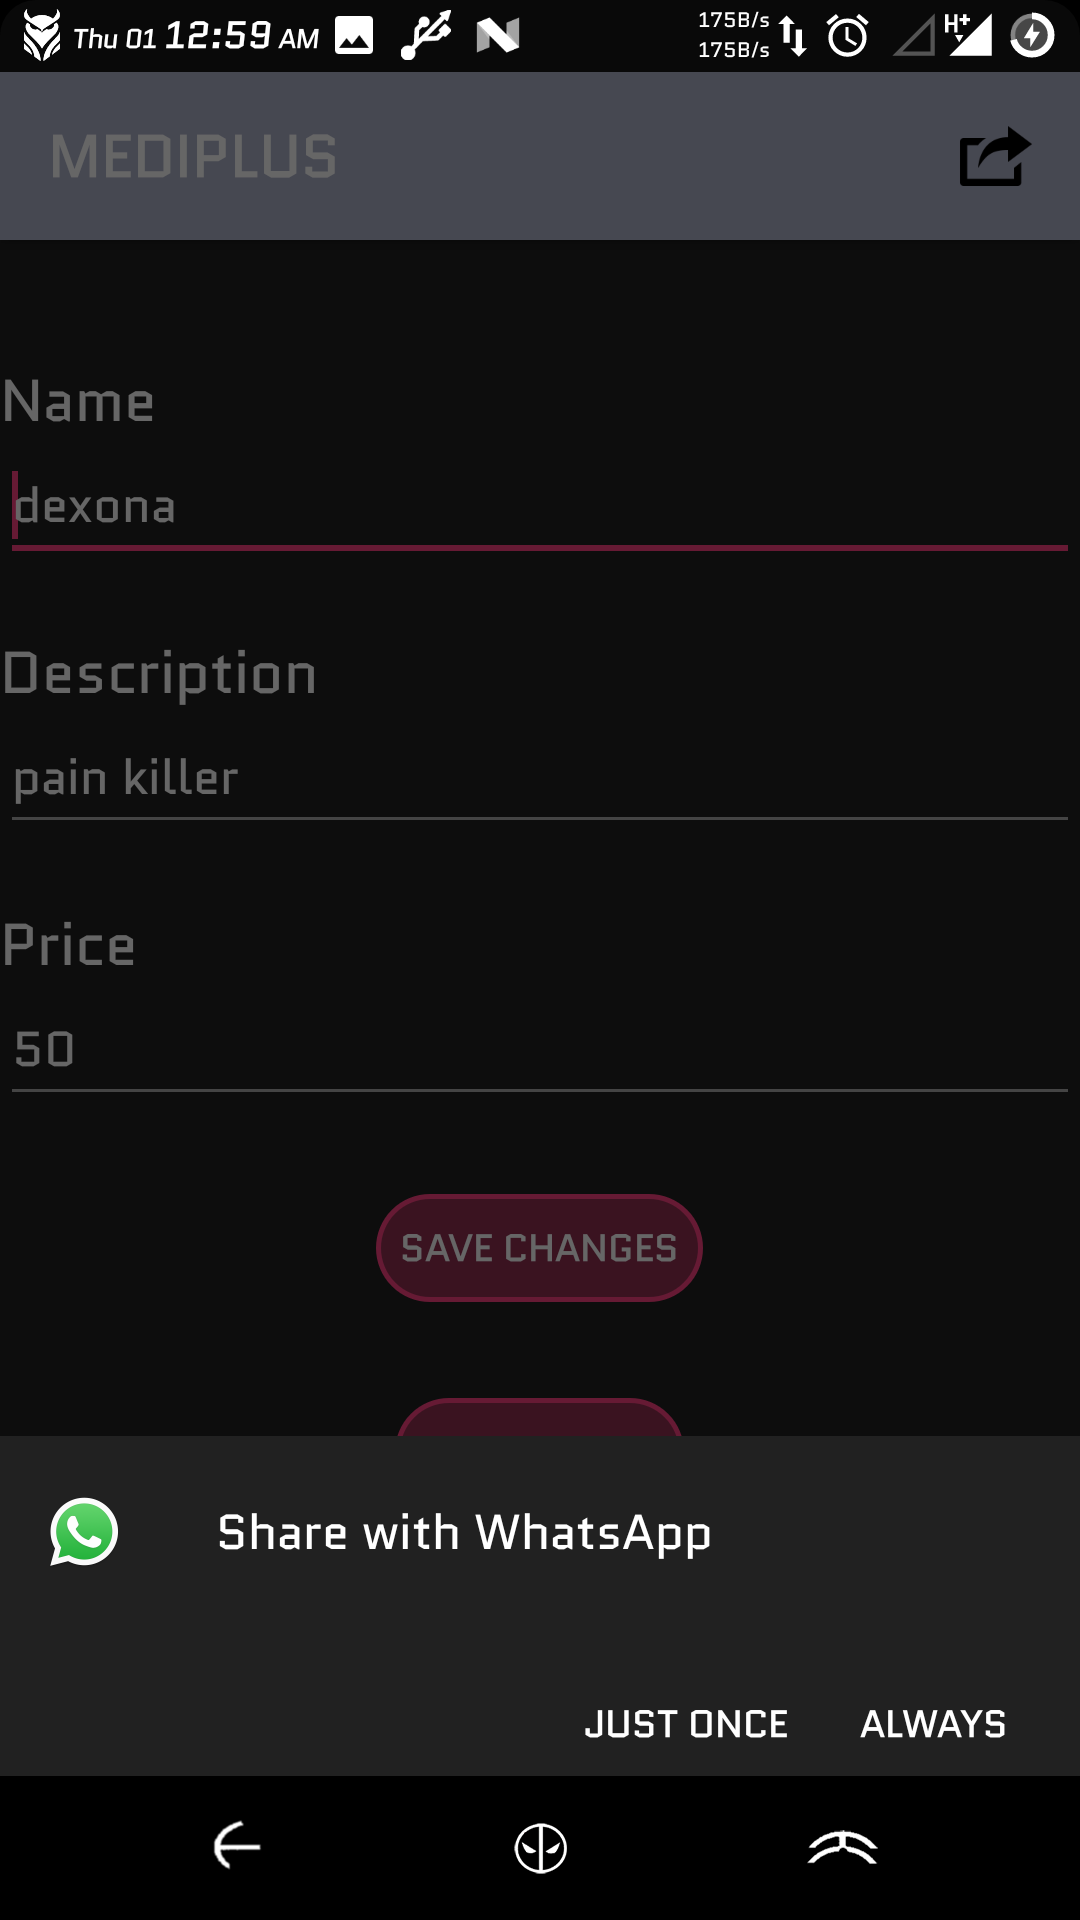 Thu 01 12:59 AM 175B/s
175B/s H+
MEDIPLUS
Name
dexona
Description
pain killer
Price
50
SAVE CHANGES
Share with WhatsApp
JUST ONCE ALWAYS